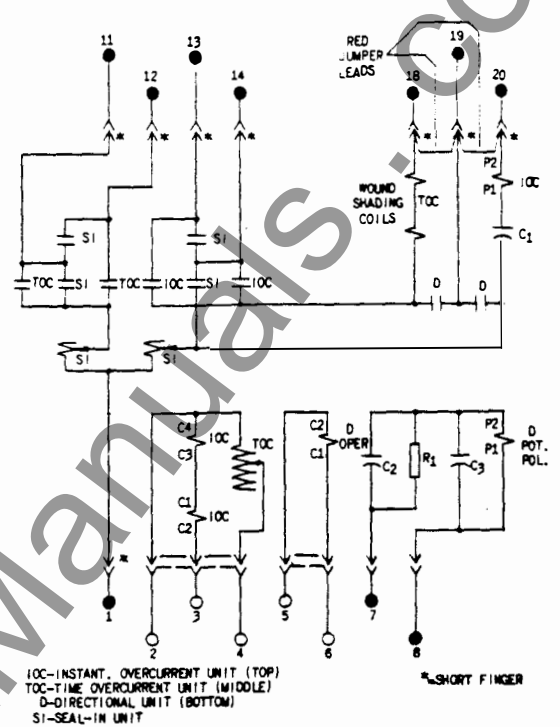 11
13
12
14
RED
JUMPER
LEADS
19
18
20
*
*
*
*
*
*
*
P2
P1
IOC
WOUND
SHADING
COILS
TOC
C1
SI
SI
TOC
SI
TOC
IOC
SI
IOC
D
D
SI
SI
C4
C3
IOC
TOC
C1
C2
IOC
C2
C1
D
OPER
C2
R1
C3
P2
P1
D
POT.
POL.
*
1
2
3
4
5
6
7
8
IOC-INSTANT. OVERCURRENT UNIT (TOP)
TOC-TIME OVERCURRENT UNIT (MIDDLE)
D-DIRECTIONAL UNIT (BOTTOM)
SI-SEAL-IN UNIT
*=SHORT FINGER
Manuals.co